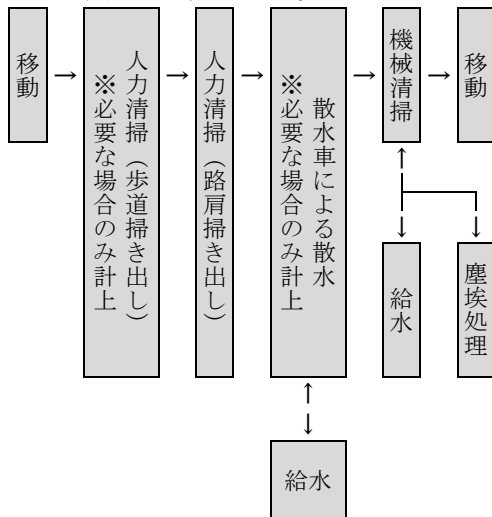 移動
→
人力清掃（歩道掃き出し）
※必要な場合のみ計上
→
人力清掃（路肩掃き出し）
→
散水車による散水
※必要な場合のみ計上
→
機械清掃
→
移動
↑
↓
↓
給水
塵埃処理
↑
↓
給水